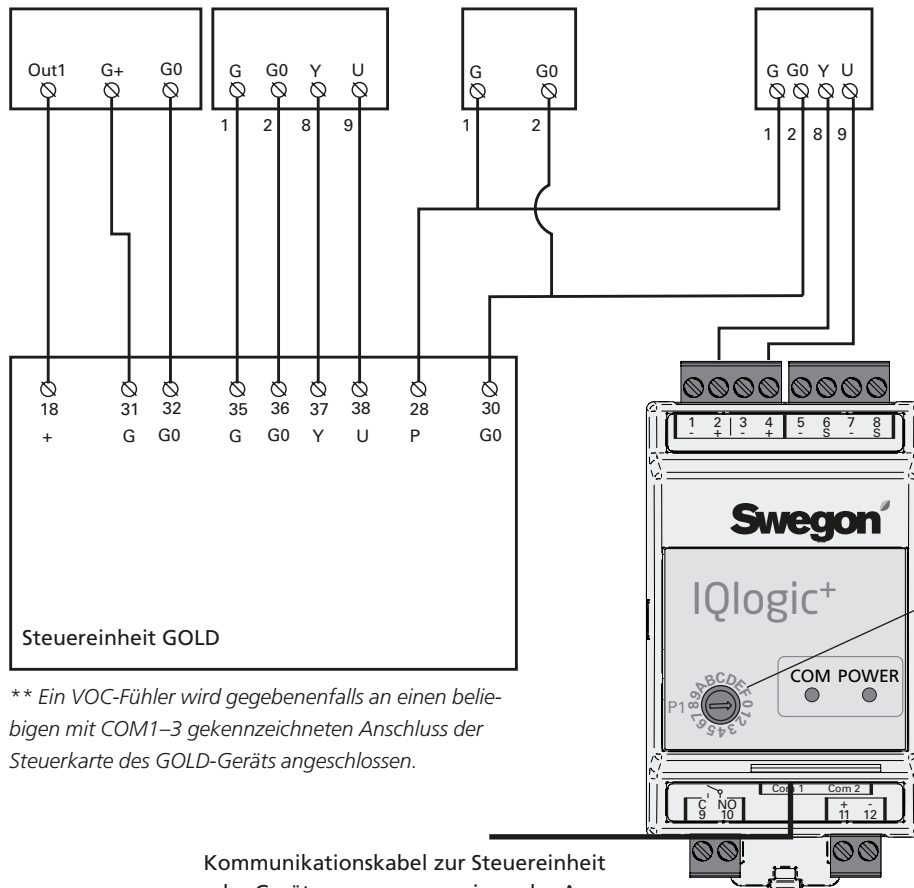 Out1 G+ G0 G G0 Y U G G0 G G0 Y U
1 2 8 9 1 2 1 2 8 9
18 31 32 35 36 37 38 28 30
+ G G0 G G0 Y U P G0
1 2 3 4 5 6 7 8
- + - + - S - S
Swegon
IQlogic+
Steuereinheit GOLD
COM POWER
P1
0123456789ABCDEF
** Ein VOC-Fühler wird gegebenenfalls an einen belie-
bigen mit COM1–3 gekennzeichneten Anschluss der
Steuerkarte des GOLD-Geräts angeschlossen.
Com 1 Com 2
C NO + -
9 10 11 12
Kommunikationskabel zur Steuereinheit